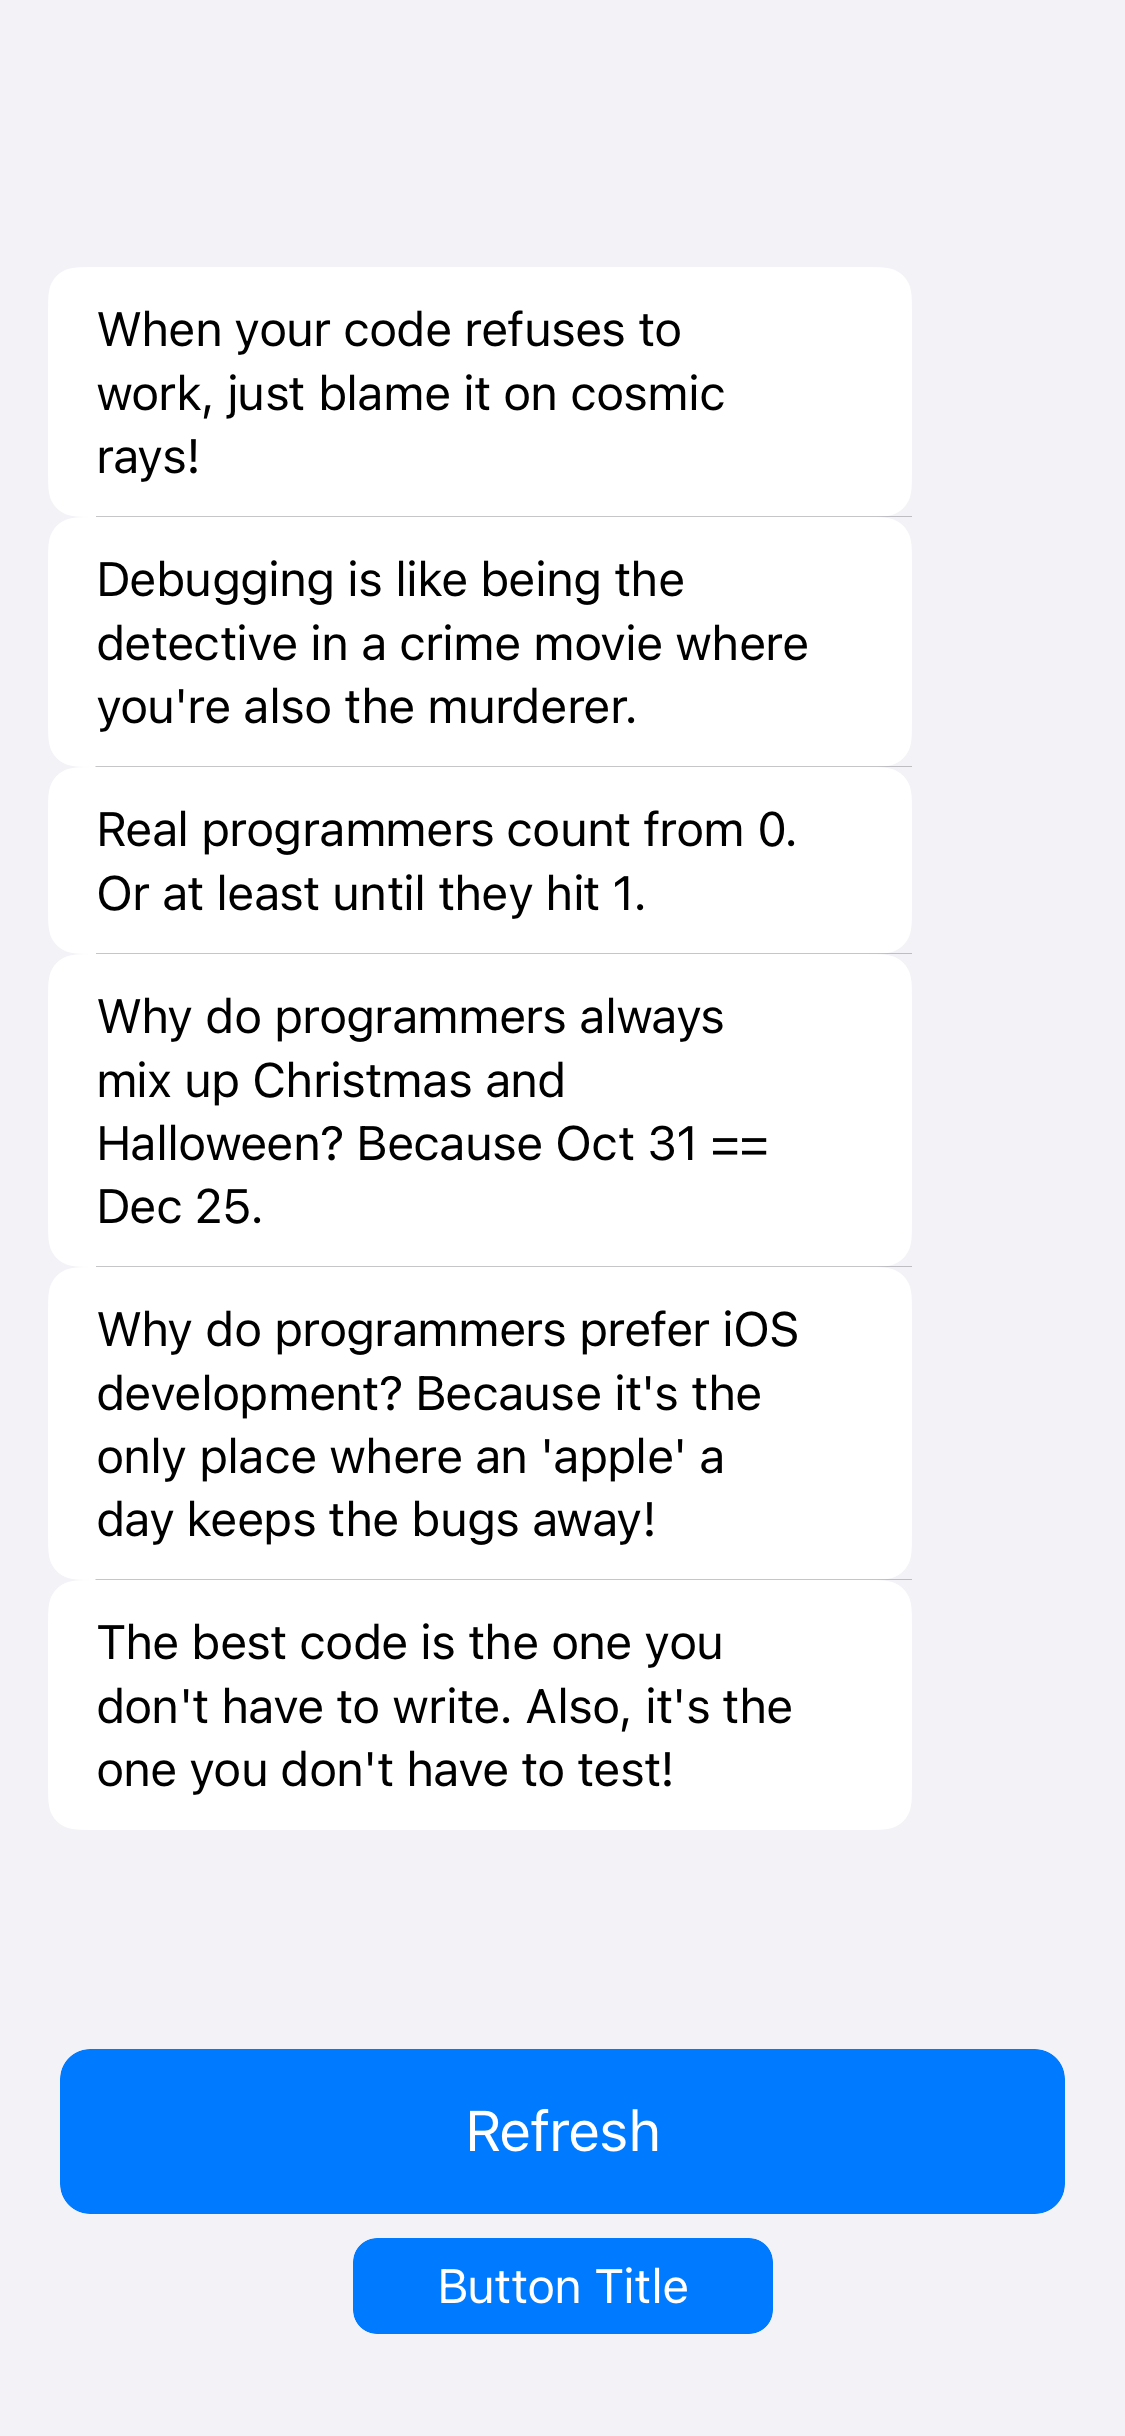 When your code refuses to
work, just blame it on cosmic
rays!
Debugging is like being the
detective in a crime movie where
you're also the murderer.
Real programmers count from 0.
Or at least until they hit 1.
Why do programmers always
mix up Christmas and
Halloween? Because Oct 31 ==
Dec 25.
Why do programmers prefer iOS
development? Because it's the
only place where an 'apple' a
day keeps the bugs away!
The best code is the one you
don't have to write. Also, it's the
one you don't have to test!
Refresh
Button Title